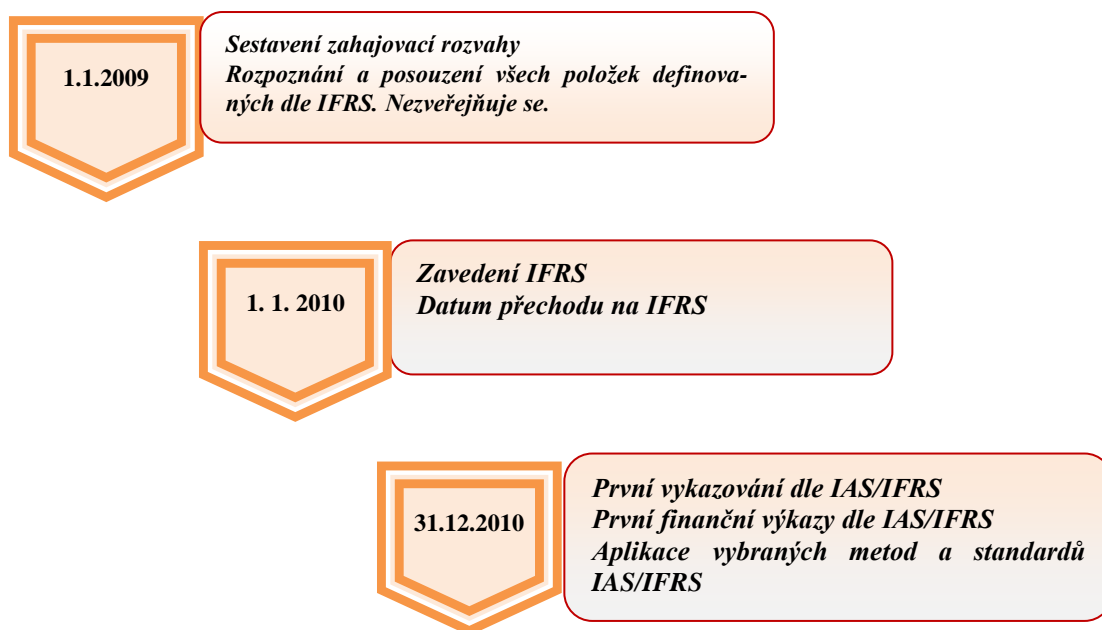 1.1.2009
Sestavení zahajovací rozvahy
Rozpoznání a posouzení všech položek definova-
ných dle IFRS. Nezveřejňuje se.
1. 1. 2010
Zavedení IFRS
Datum přechodu na IFRS
31.12.2010
První vykazování dle IAS/IFRS
První finanční výkazy dle IAS/IFRS
Aplikace vybraných metod a standardů
IAS/IFRS